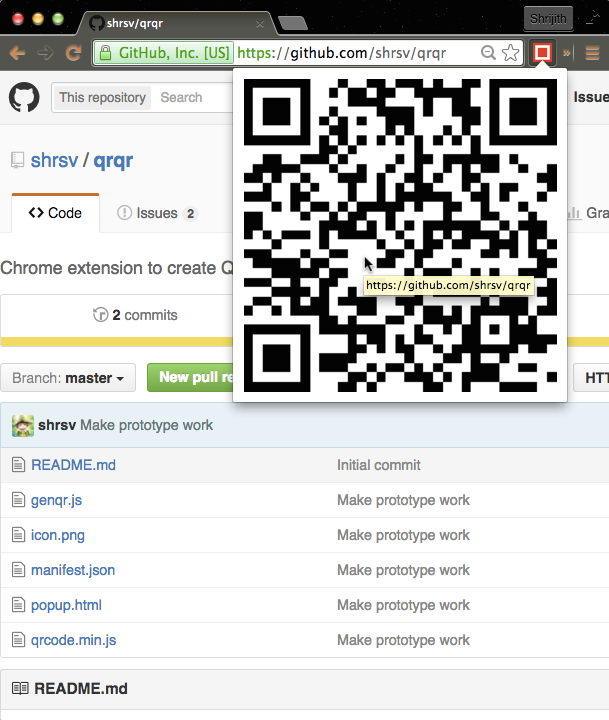 shrsv/qrqr
Shrijith
GitHub, Inc. [US] https://github.com/shrsv/qrqr
This repository Search
Issue
shrsv / qrqr
Code Issues 2
Gra
Chrome extension to create Q
https://github.com/shrsv/qrqr
2 commits
Branch: master New pull re HTT
shrsv Make prototype work
README.md Initial commit
genqr.js Make prototype work
icon.png Make prototype work
manifest.json Make prototype work
popup.html Make prototype work
qrcode.min.js Make prototype work
README.md